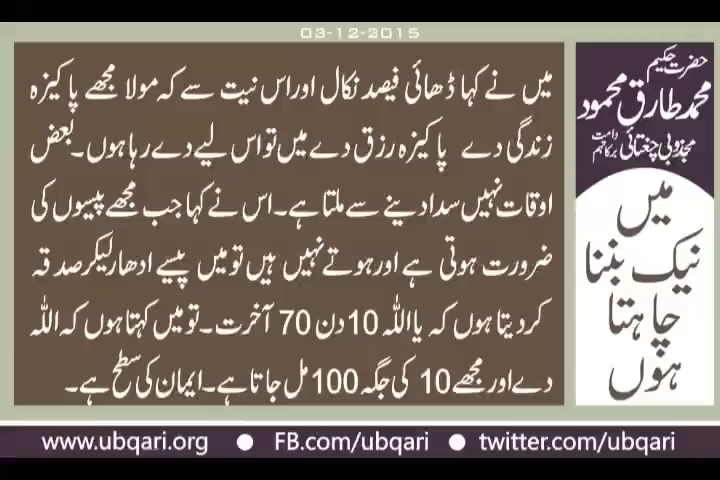 03-12-2015
حضرت حکیم
محمد طارق محمود
مجذوبی چغتائی دامت برکاتہم
میں
نیک بننا
چاہتا
ہوں
میں نے کہا ڈھائی فیصد نکال اور اس نیت سے کہ مولا مجھے پاکیزہ
زندگی دے پاکیزہ رزق دے میں تو اس لیے دے رہا ہوں۔ بعض
اوقات نہیں سدا دینے سے ملتا ہے۔ اس نے کہا جب مجھے پیسوں کی
ضرورت ہوتی ہے اور ہوتے نہیں ہیں تو میں پیسے ادھار لیکر صدقہ
کر دیتا ہوں کہ یا اللہ 10 دن 70 آخرت۔ تو میں کہتا ہوں کہ اللہ
دے اور مجھے 10 کی جگہ 100 مل جاتا ہے۔ ایمان کی سطح ہے۔
www.ubqari.org ● FB.com/ubqari ● twitter.com/ubqari